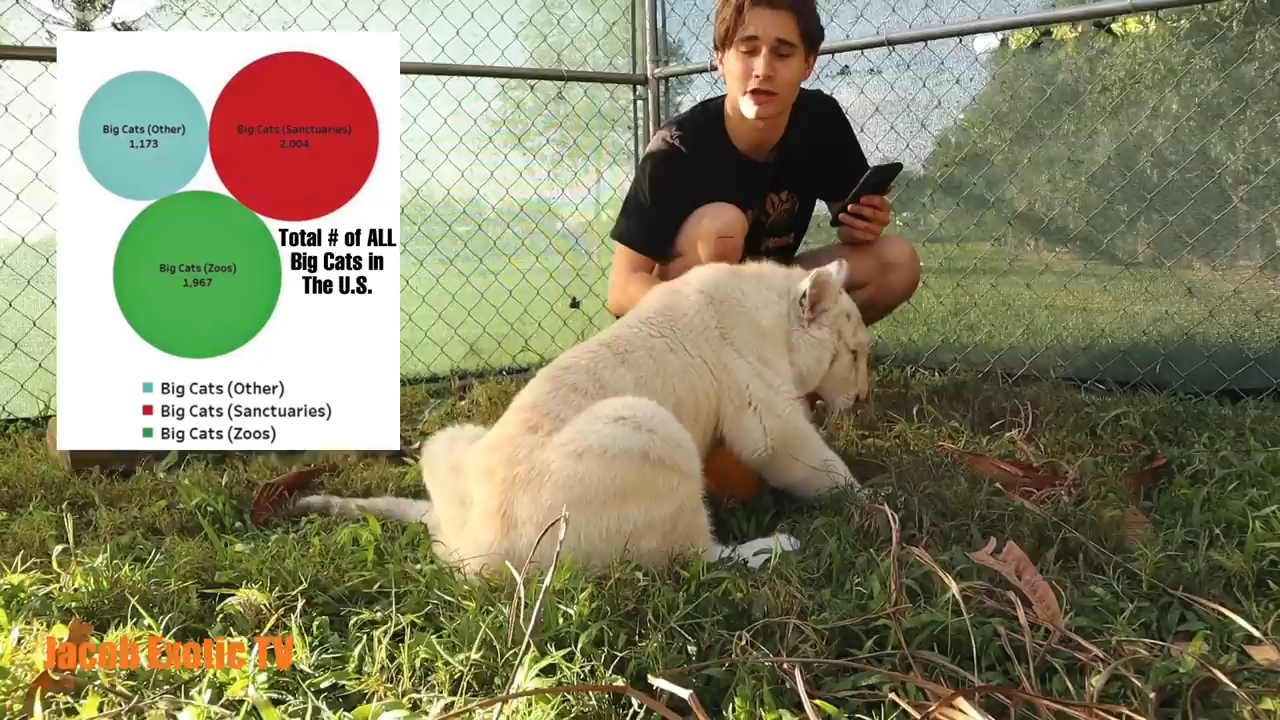 Big Cats (Other)
1,173
Big Cats (Sanctuaries)
2,004
Big Cats (Zoos)
1,967
Total # of ALL
Big Cats in
The U.S.
Big Cats (Other)
Big Cats (Sanctuaries)
Big Cats (Zoos)
Jacob Exotic TV